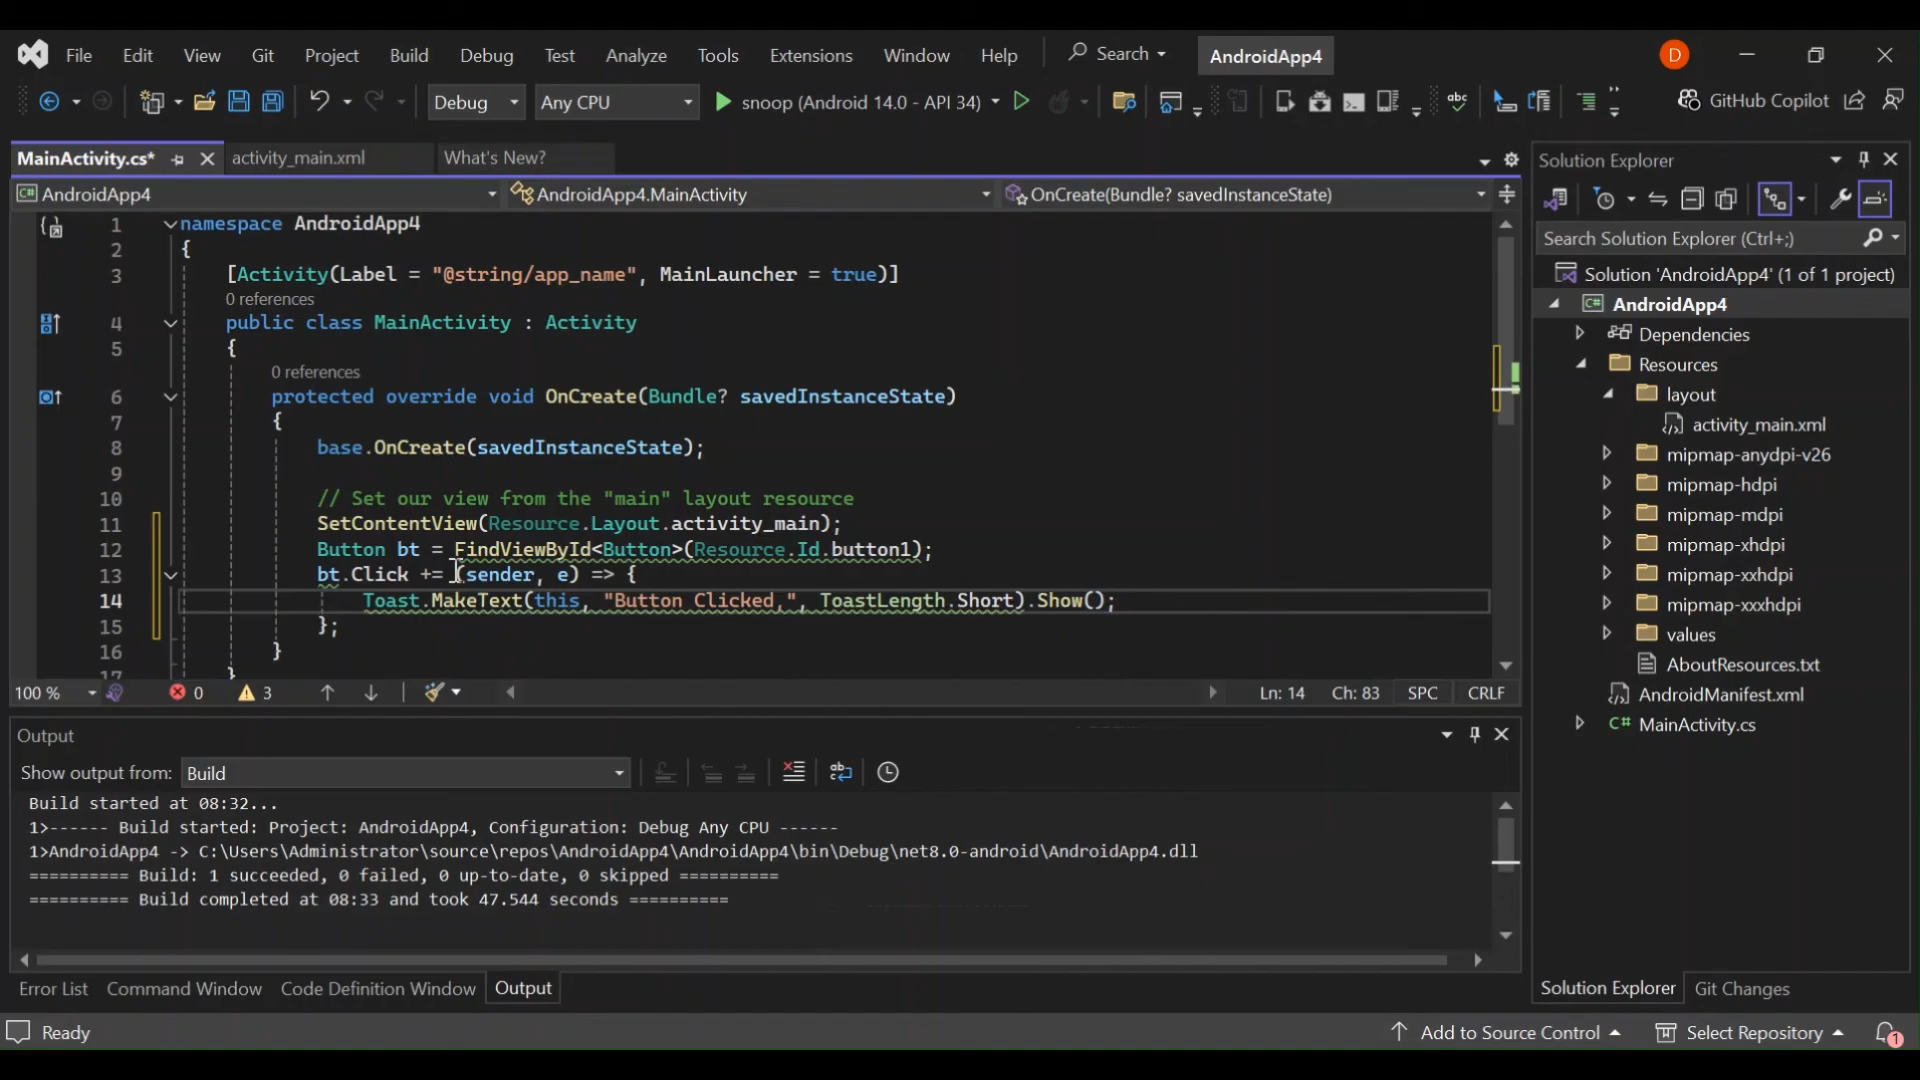 File Edit View Git Project Build Debug Test Analyze Tools Extensions Window Help Search AndroidApp4 D
Debug Any CPU snoop (Android 14.0 - API 34) abc GitHub Copilot
MainActivity.cs* activity_main.xml What's New?
C# AndroidApp4 AndroidApp4.MainActivity OnCreate(Bundle? savedInstanceState)
1 namespace AndroidApp4
2 {
3 [Activity(Label = "@string/app_name", MainLauncher = true)]
0 references
4 public class MainActivity : Activity
5 {
0 references
6 protected override void OnCreate(Bundle? savedInstanceState)
7 {
8 base.OnCreate(savedInstanceState);
9
10 // Set our view from the "main" layout resource
11 SetContentView(Resource.Layout.activity_main);
12 Button bt = FindViewById<Button>(Resource.Id.button1);
13 bt.Click += (sender, e) => {
14 Toast.MakeText(this, "Button Clicked,", ToastLength.Short).Show();
15 };
16 }
17 }
100 % 0 3 Ln: 14 Ch: 83 SPC CRLF
Output
Show output from: Build
Build started at 08:32...
1>------ Build started: Project: AndroidApp4, Configuration: Debug Any CPU ------
1>AndroidApp4 -> C:\Users\Administrator\source\repos\AndroidApp4\AndroidApp4\bin\Debug\net8.0-android\AndroidApp4.dll
========== Build: 1 succeeded, 0 failed, 0 up-to-date, 0 skipped ==========
========== Build completed at 08:33 and took 47.544 seconds ==========
Error List Command Window Code Definition Window Output
Solution Explorer
Search Solution Explorer (Ctrl+;)
Solution 'AndroidApp4' (1 of 1 project)
C# AndroidApp4
Dependencies
Resources
layout
activity_main.xml
mipmap-anydpi-v26
mipmap-hdpi
mipmap-mdpi
mipmap-xhdpi
mipmap-xxhdpi
mipmap-xxxhdpi
values
AboutResources.txt
AndroidManifest.xml
C# MainActivity.cs
Solution Explorer Git Changes
Ready Add to Source Control Select Repository 1